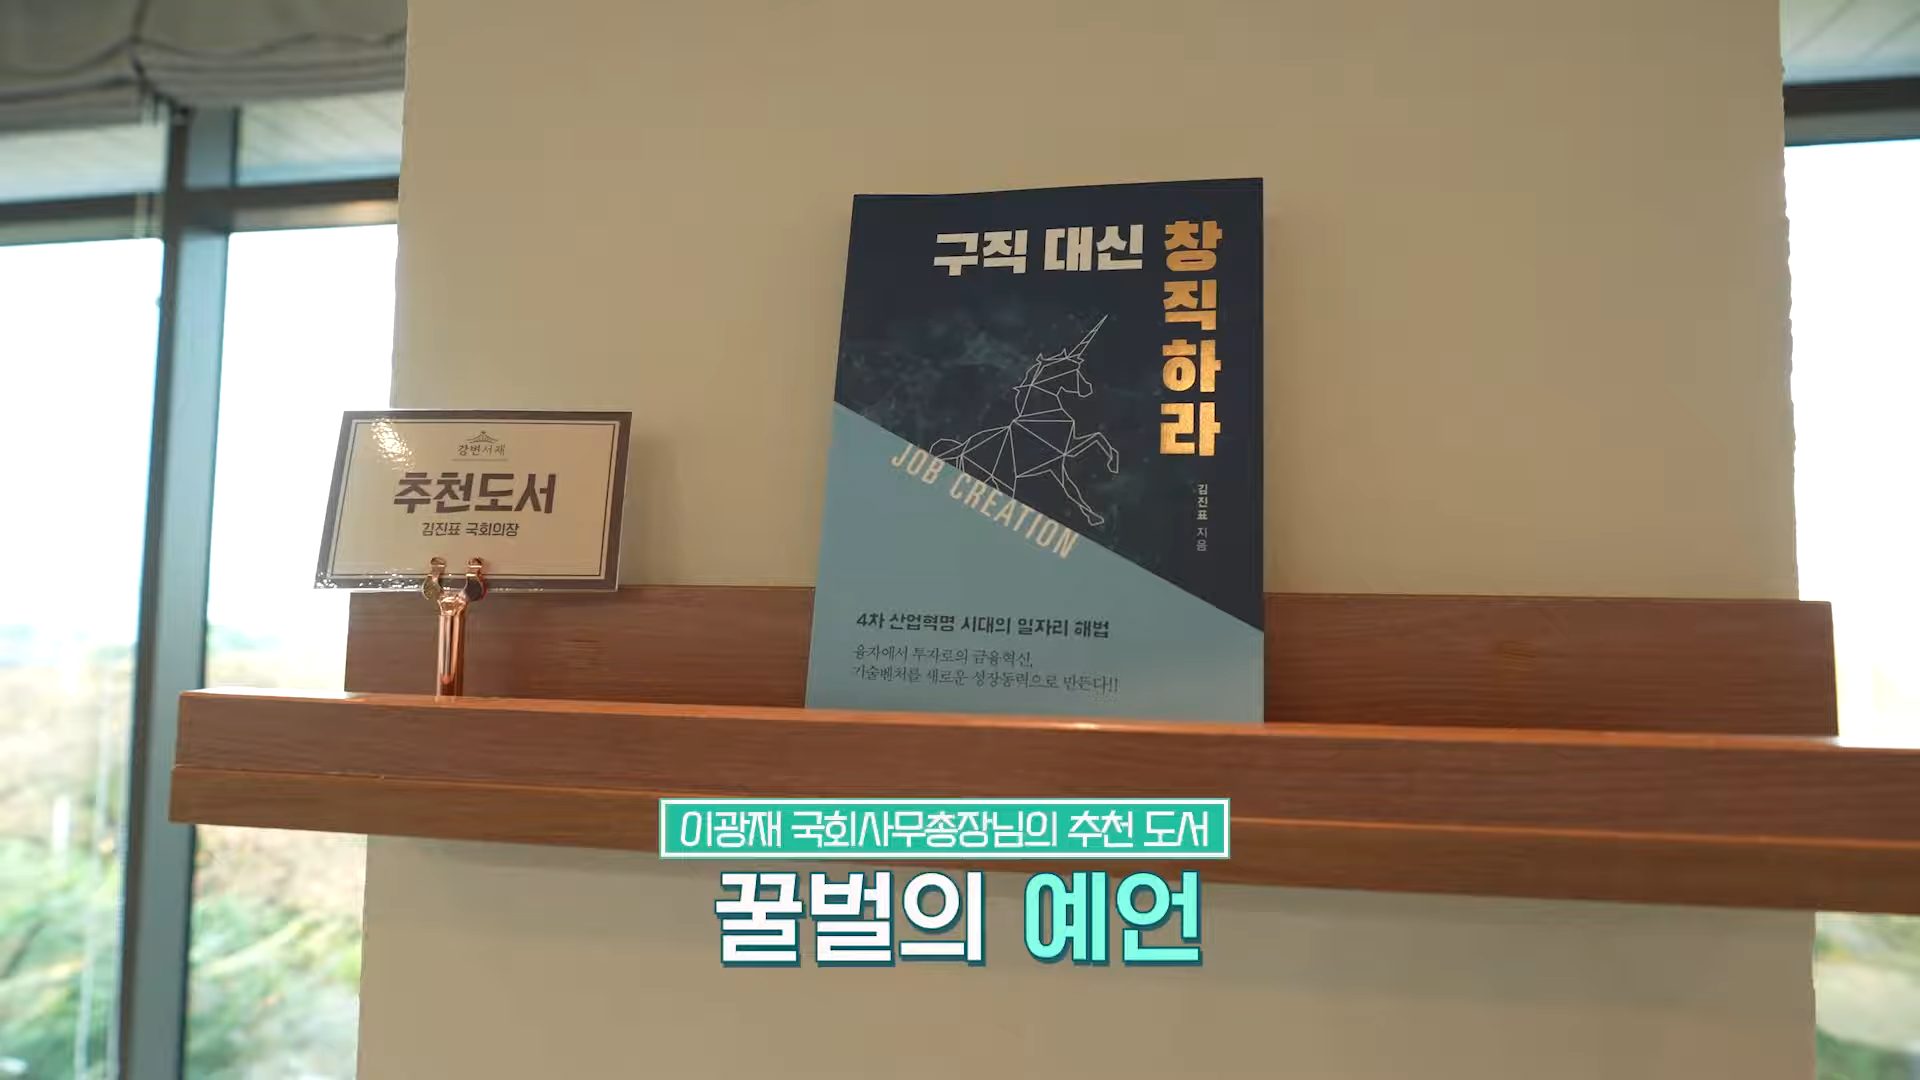 구직 대신 창직하라
JOB CREATION
김진표 지음
4차 산업혁명 시대의 일자리 해법
융자에서 투자로의 금융혁신,
기술벤처를 새로운 성장동력으로 만든다!!
강변서재
추천도서
김진표 국회의장
이광재 국회사무총장님의 추천 도서
꿀벌의 예언